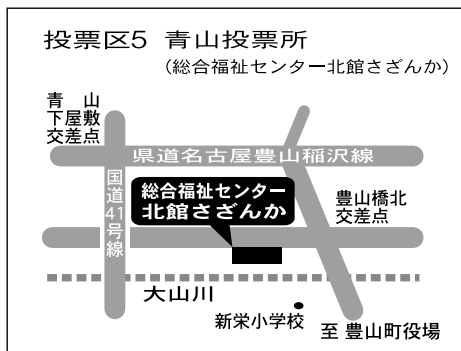 投票区5 青山投票所
(総合福祉センター北館さざんか)
青 山
下屋敷
交差点
県道名古屋豊山稲沢線
国道41号線
総合福祉センター
北館さざんか
豊山橋北
交差点
大山川
新栄小学校
至 豊山町役場